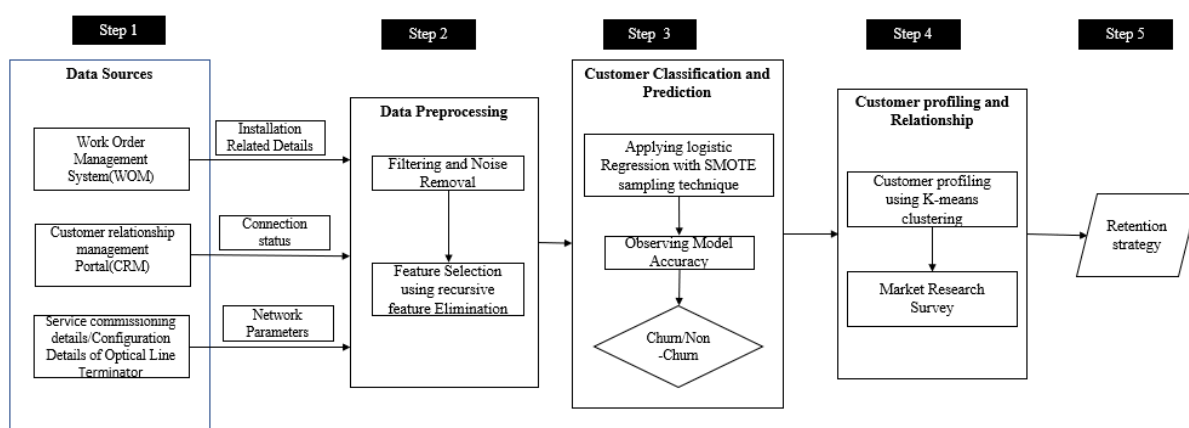 Step 1
Step 2
Step 3
Step 4
Step 5
Data Sources
Work Order
Management
System(WOM)
Customer relationship
management
Portal(CRM)
Service commissioning
details/Configuration
Details of Optical Line
Terminator
Installation
Related Details
Connection
status
Network
Parameters
Data Preprocessing
Filtering and Noise
Removal
Feature Selection
using recursive
feature Elimination
Customer Classification and
Prediction
Applying logistic
Regression with SMOTE
sampling technique
Observing Model
Accuracy
Churn/Non
-Churn
Customer profiling and
Relationship
Customer profiling
using K-means
clustering
Market Research
Survey
Retention
strategy